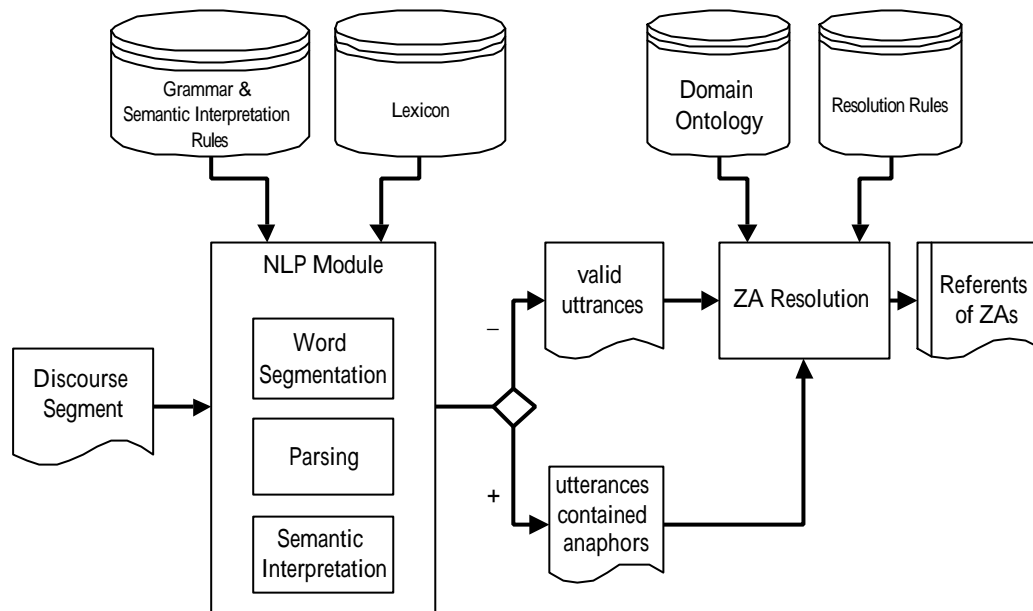 Grammar &
Semantic Interpretation
Rules
Lexicon
Domain
Ontology
Resolution Rules
NLP Module
Word
Segmentation
Parsing
Semantic
Interpretation
Discourse
Segment
–
+
valid
uttrances
utterances
contained
anaphors
ZA Resolution
Referents
of ZAs